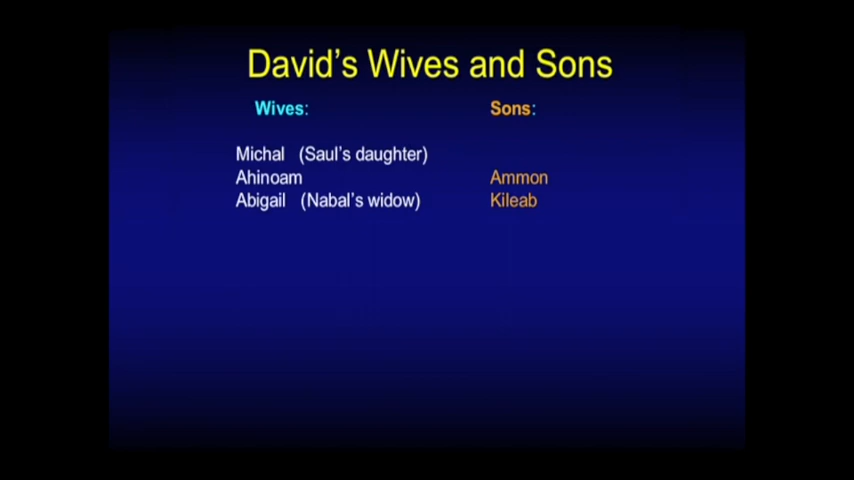 David's Wives and Sons
Wives: Sons:
Michal (Saul's daughter)
Ahinoam Ammon
Abigail (Nabal's widow) Kileab